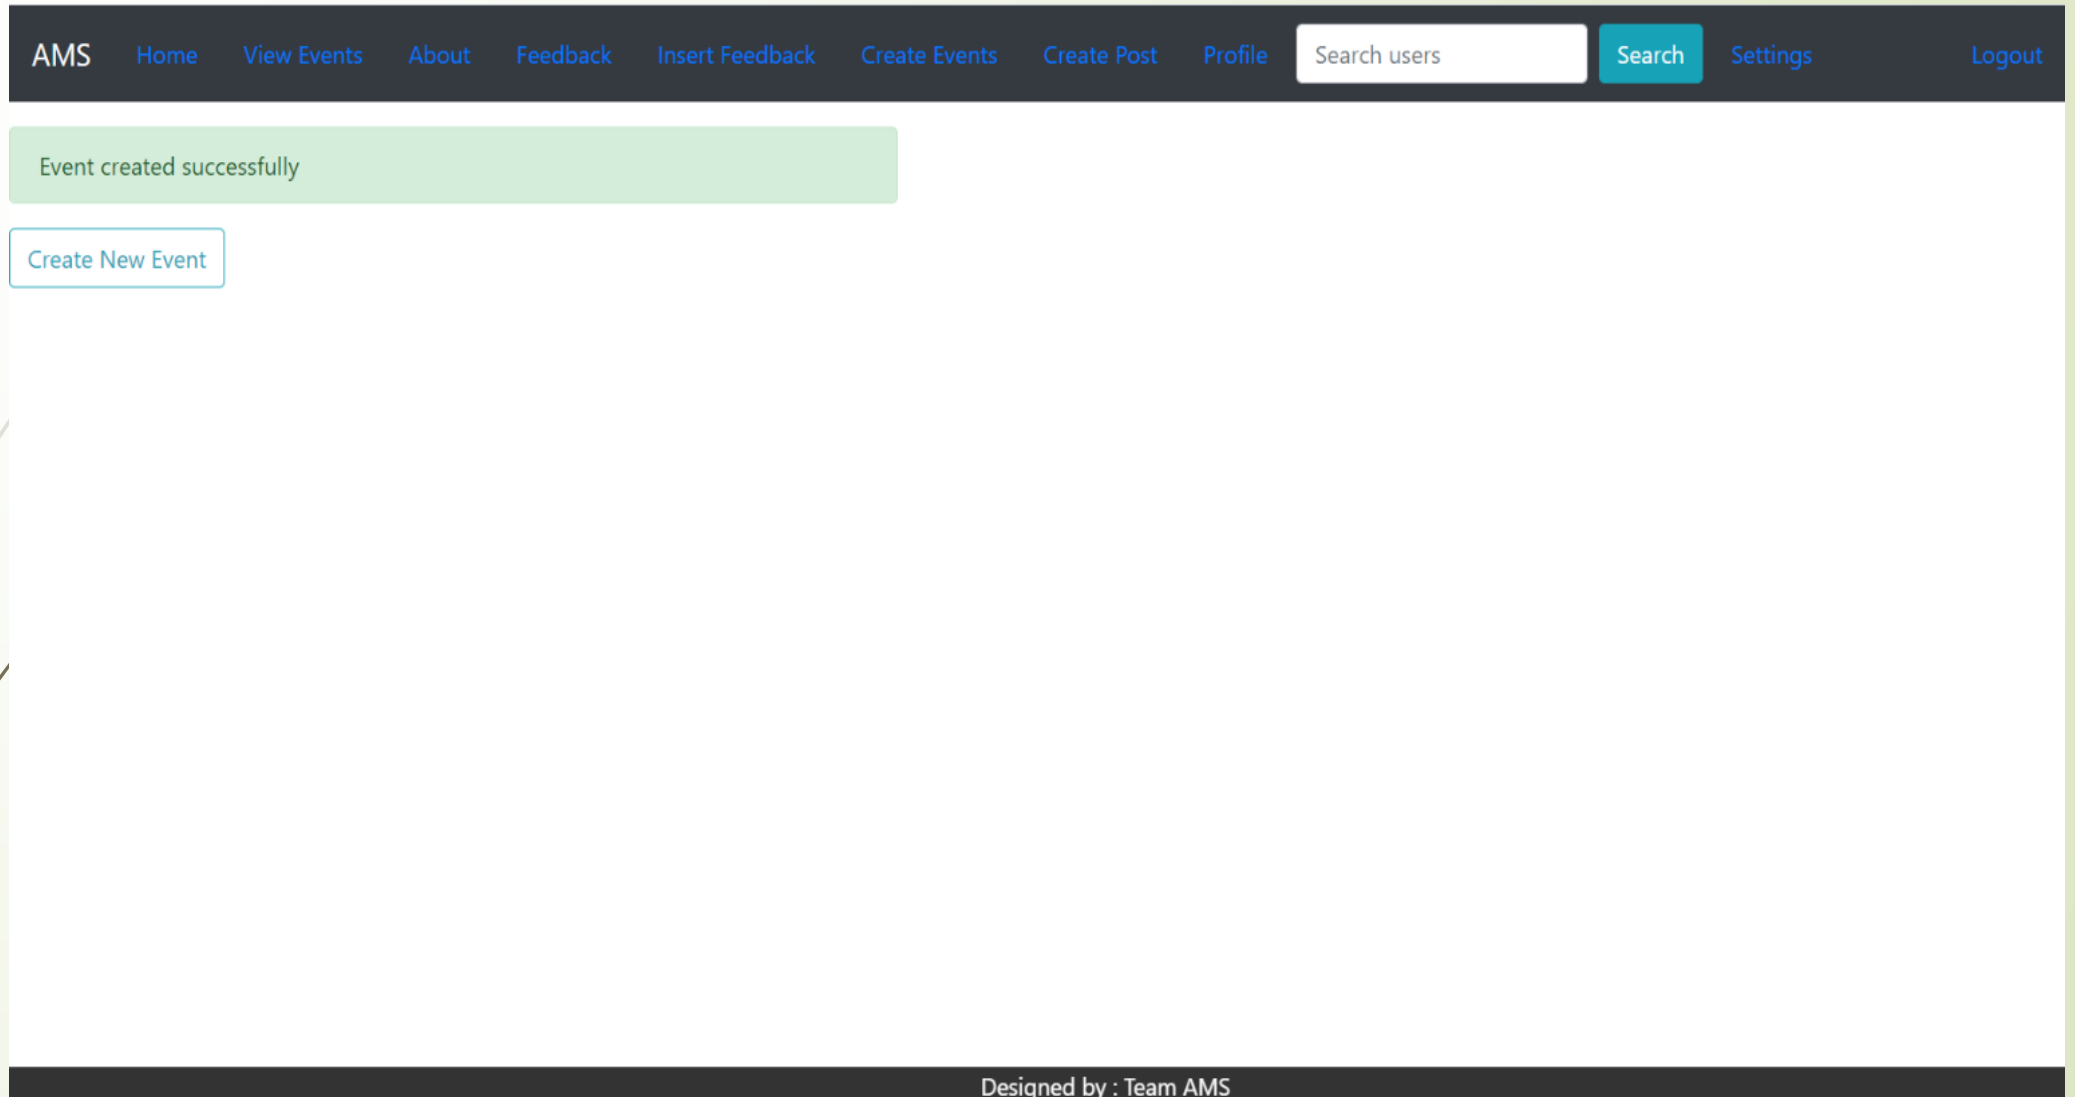 AMS Home View Events About Feedback Insert Feedback Create Events Create Post Profile Search users Search Settings Logout
Event created successfully
Create New Event
Designed by : Team AMS